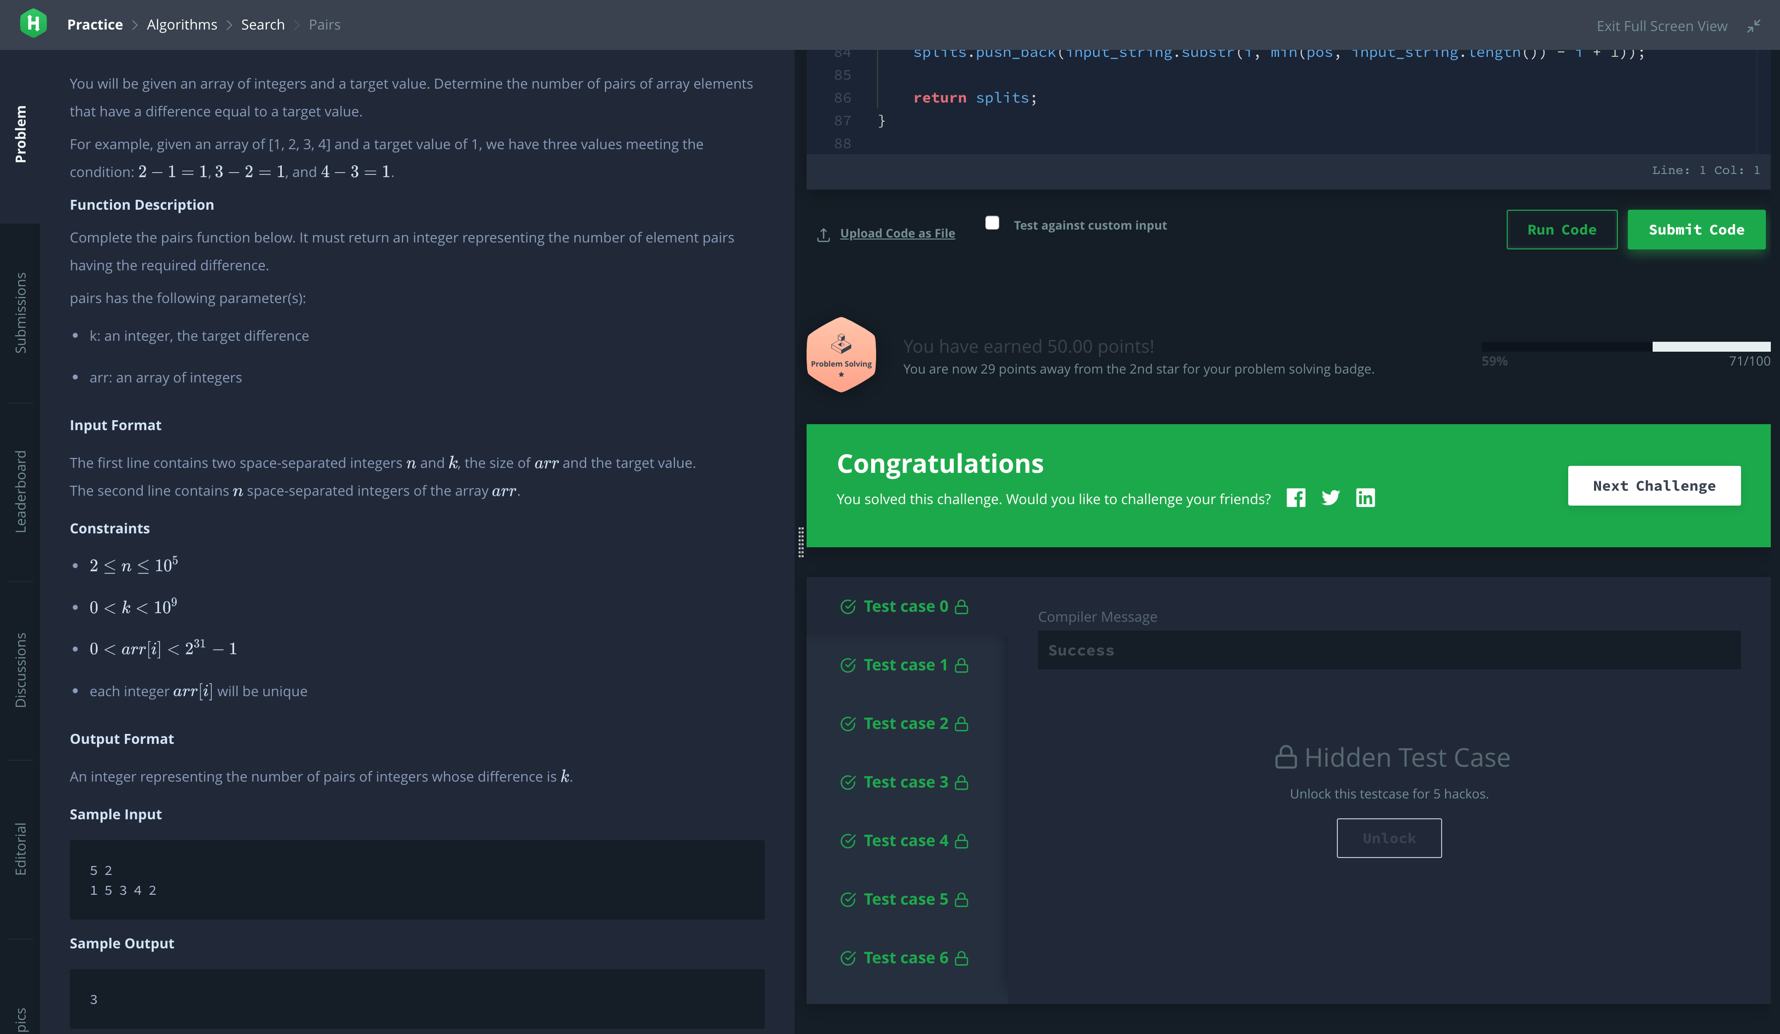 H
Practice > Algorithms > Search > Pairs
Exit Full Screen View
Problem
Submissions
Leaderboard
Discussions
Editorial
You will be given an array of integers and a target value. Determine the number of pairs of array elements
that have a difference equal to a target value.
For example, given an array of [1, 2, 3, 4] and a target value of 1, we have three values meeting the
condition: 2 − 1 = 1, 3 − 2 = 1, and 4 − 3 = 1.
Function Description
Complete the pairs function below. It must return an integer representing the number of element pairs
having the required difference.
pairs has the following parameter(s):
• k: an integer, the target difference
• arr: an array of integers
Input Format
The first line contains two space-separated integers n and k, the size of arr and the target value.
The second line contains n space-separated integers of the array arr.
Constraints
• 2 ≤ n ≤ 10⁵
• 0 < k < 10⁹
• 0 < arr[i] < 2³¹ − 1
• each integer arr[i] will be unique
Output Format
An integer representing the number of pairs of integers whose difference is k.
Sample Input
5 2
1 5 3 4 2
Sample Output
3
84 splits.push_back(input_string.substr(i, min(pos, input_string.length()) - i + 1));
85
86 return splits;
87 }
88
Line: 1 Col: 1
Upload Code as File
Test against custom input
Run Code
Submit Code
Problem Solving
You have earned 50.00 points!
You are now 29 points away from the 2nd star for your problem solving badge.
59%
71/100
Congratulations
You solved this challenge. Would you like to challenge your friends?
Next Challenge
Test case 0
Test case 1
Test case 2
Test case 3
Test case 4
Test case 5
Test case 6
Compiler Message
Success
Hidden Test Case
Unlock this testcase for 5 hackos.
Unlock